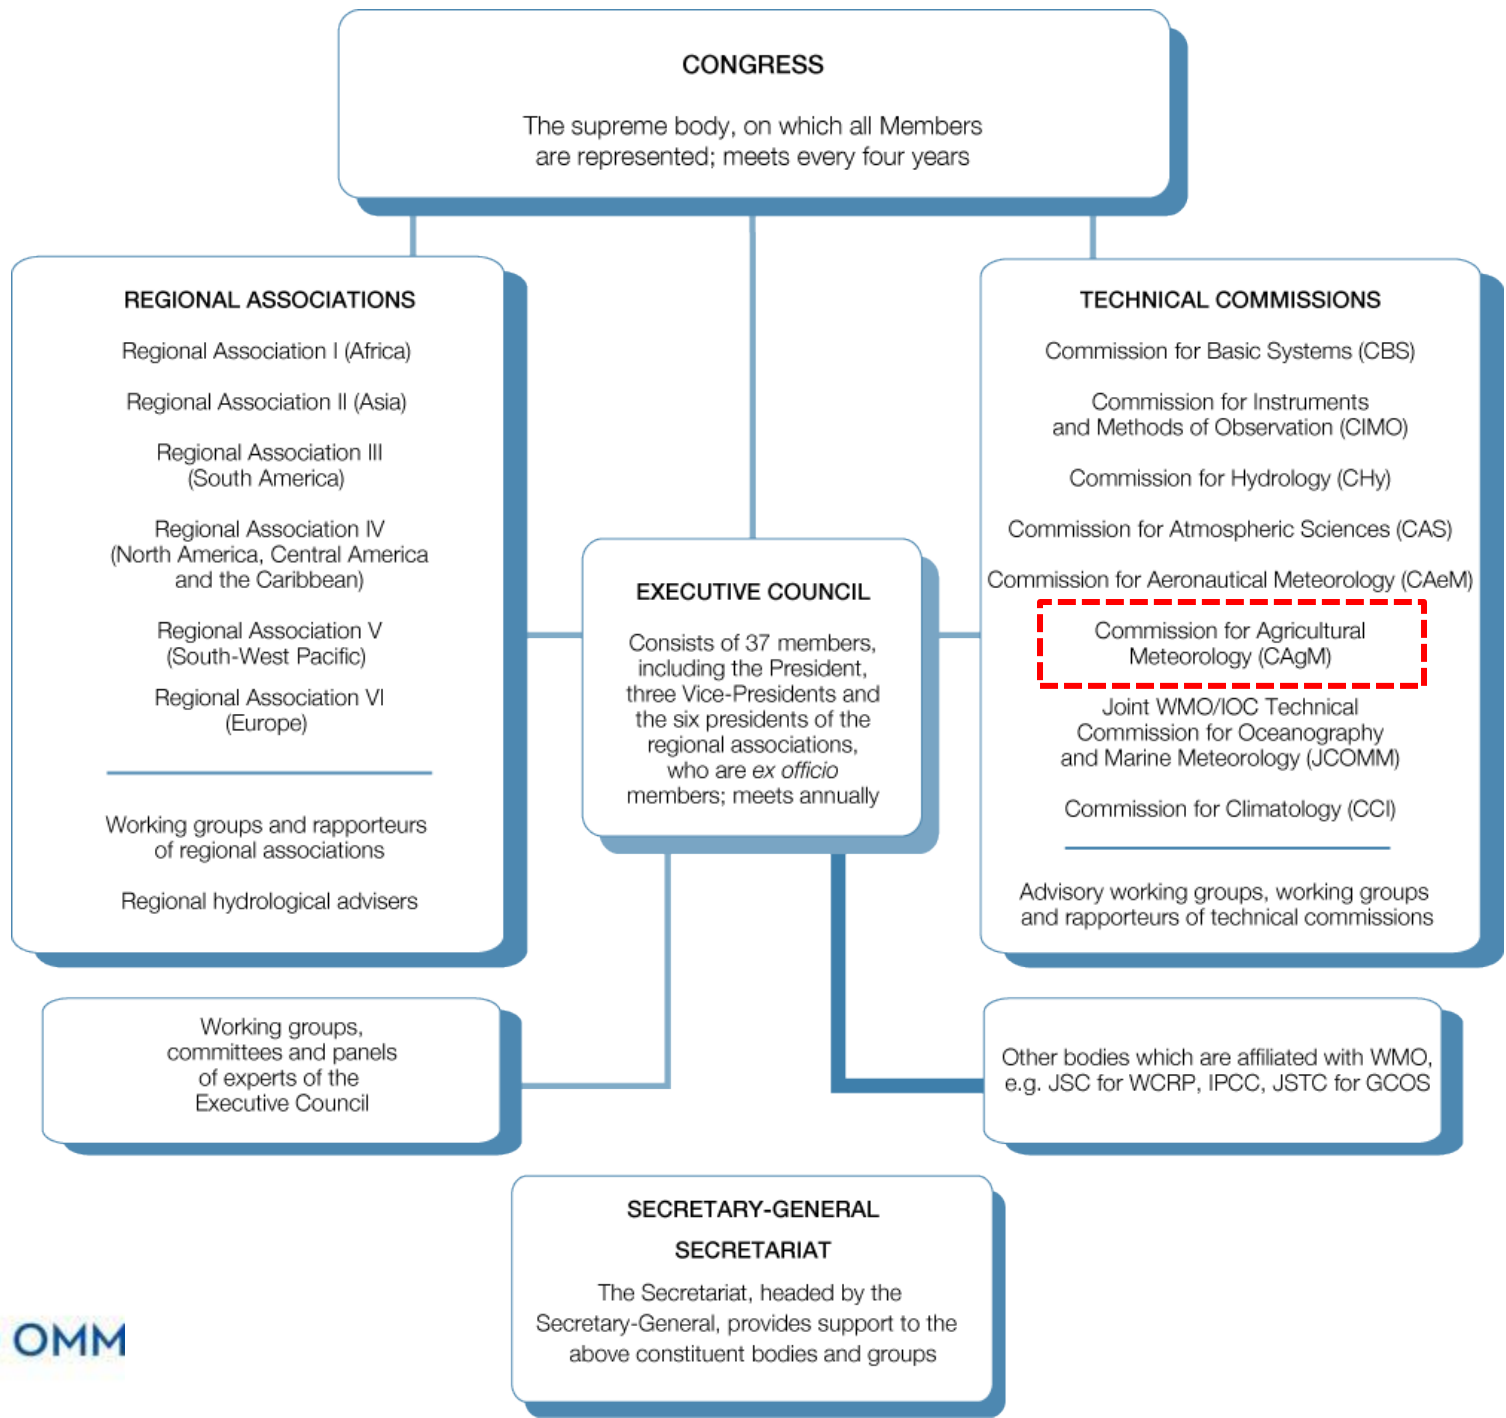 CONGRESS
The supreme body, on which all Members
are represented; meets every four years
REGIONAL ASSOCIATIONS
Regional Association I (Africa)
Regional Association II (Asia)
Regional Association III
(South America)
Regional Association IV
(North America, Central America
and the Caribbean)
Regional Association V
(South-West Pacific)
Regional Association VI
(Europe)
Working groups and rapporteurs
of regional associations
Regional hydrological advisers
EXECUTIVE COUNCIL
Consists of 37 members,
including the President,
three Vice-Presidents and
the six presidents of the
regional associations,
who are ex officio
members; meets annually
TECHNICAL COMMISSIONS
Commission for Basic Systems (CBS)
Commission for Instruments
and Methods of Observation (CIMO)
Commission for Hydrology (CHy)
Commission for Atmospheric Sciences (CAS)
Commission for Aeronautical Meteorology (CAeM)
Commission for Agricultural
Meteorology (CAgM)
Joint WMO/IOC Technical
Commission for Oceanography
and Marine Meteorology (JCOMM)
Commission for Climatology (CCl)
Advisory working groups, working groups
and rapporteurs of technical commissions
Working groups,
committees and panels
of experts of the
Executive Council
Other bodies which are affiliated with WMO,
e.g. JSC for WCRP, IPCC, JSTC for GCOS
SECRETARY-GENERAL
SECRETARIAT
The Secretariat, headed by the
Secretary-General, provides support to the
above constituent bodies and groups
OMM